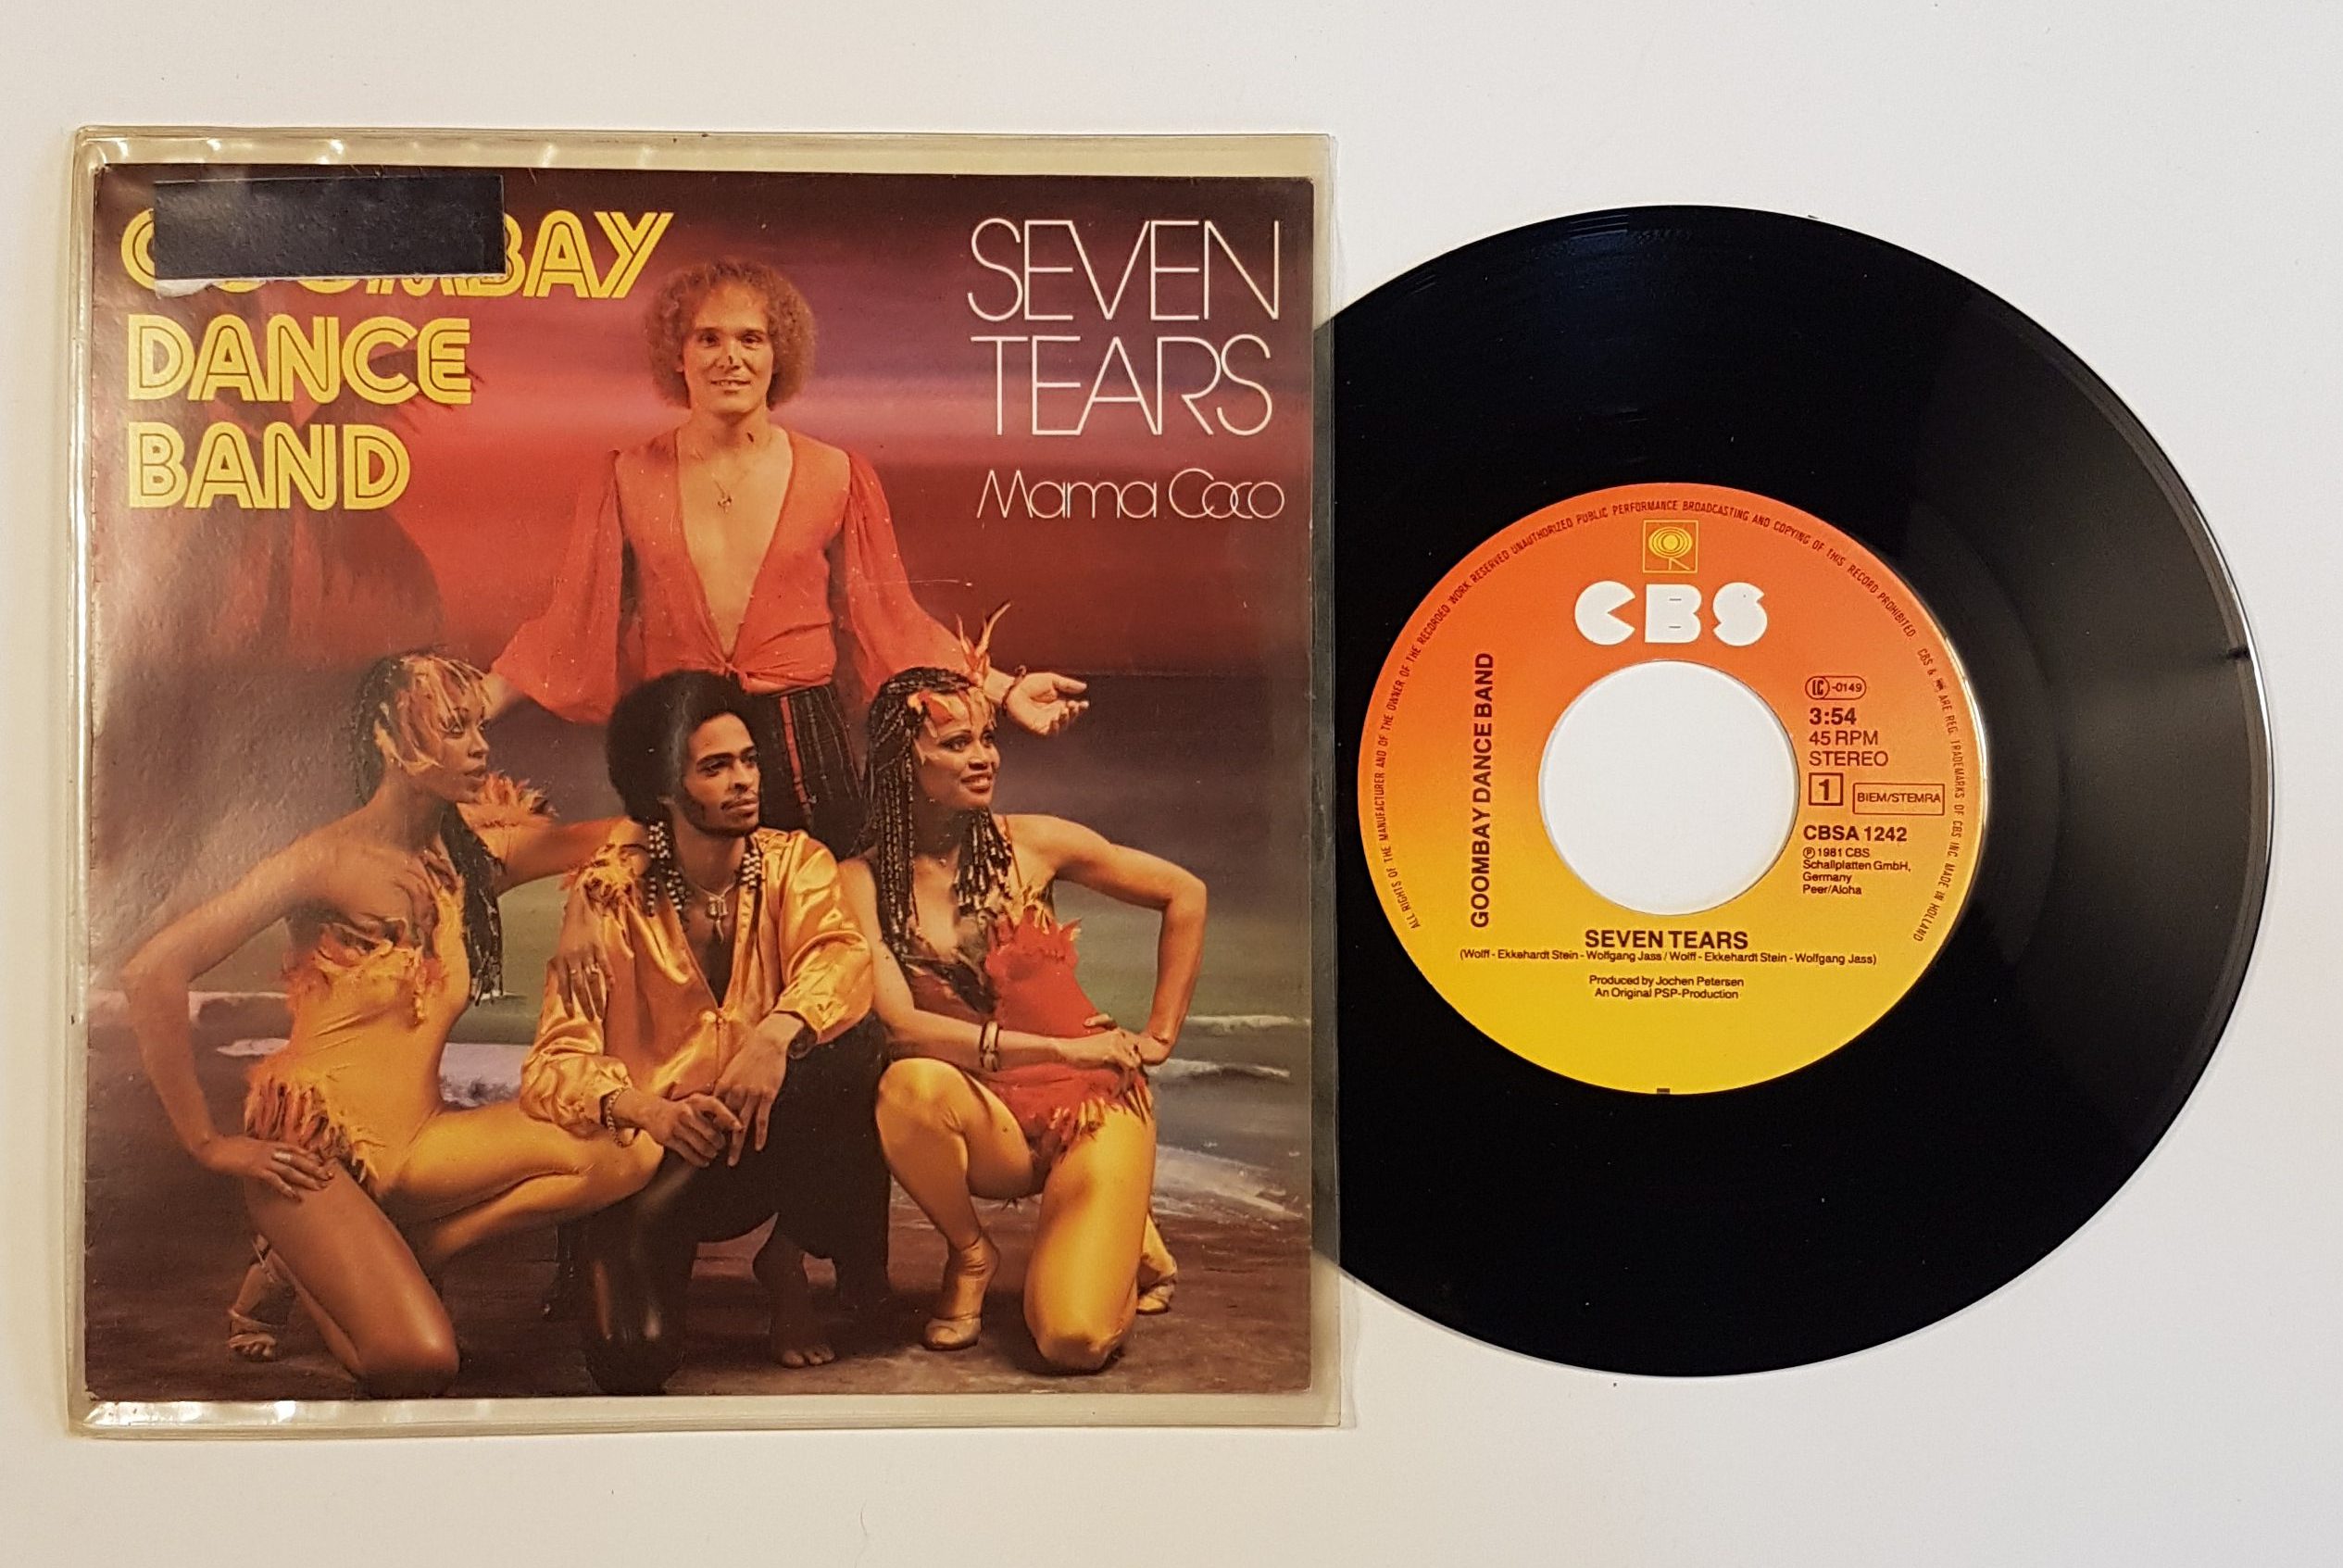 GOOMBAY
DANCE
BAND
SEVEN
TEARS
Mama Coco
ALL RIGHTS OF THE MANUFACTURER AND OF THE OWNER OF THE RECORDED WORK RESERVED UNAUTHORIZED PUBLIC PERFORMANCE BROADCASTING AND COPYING OF THIS RECORD PROHIBITED. CBS & ARE REG. TRADEMARKS OF CBS INC. MADE IN HOLLAND
CBS
GOOMBAY DANCE BAND
LC -0149
3:54
45 RPM
STEREO
1 BIEM/STEMRA
CBSA 1242
℗ 1981 CBS
Schallplatten GmbH,
Germany
Peer/Aloha
SEVEN TEARS
(Wolff - Ekkehardt Stein - Wolfgang Jass / Wolff - Ekkehardt Stein - Wolfgang Jass)
Produced by Jochen Petersen
An Original PSP-Production